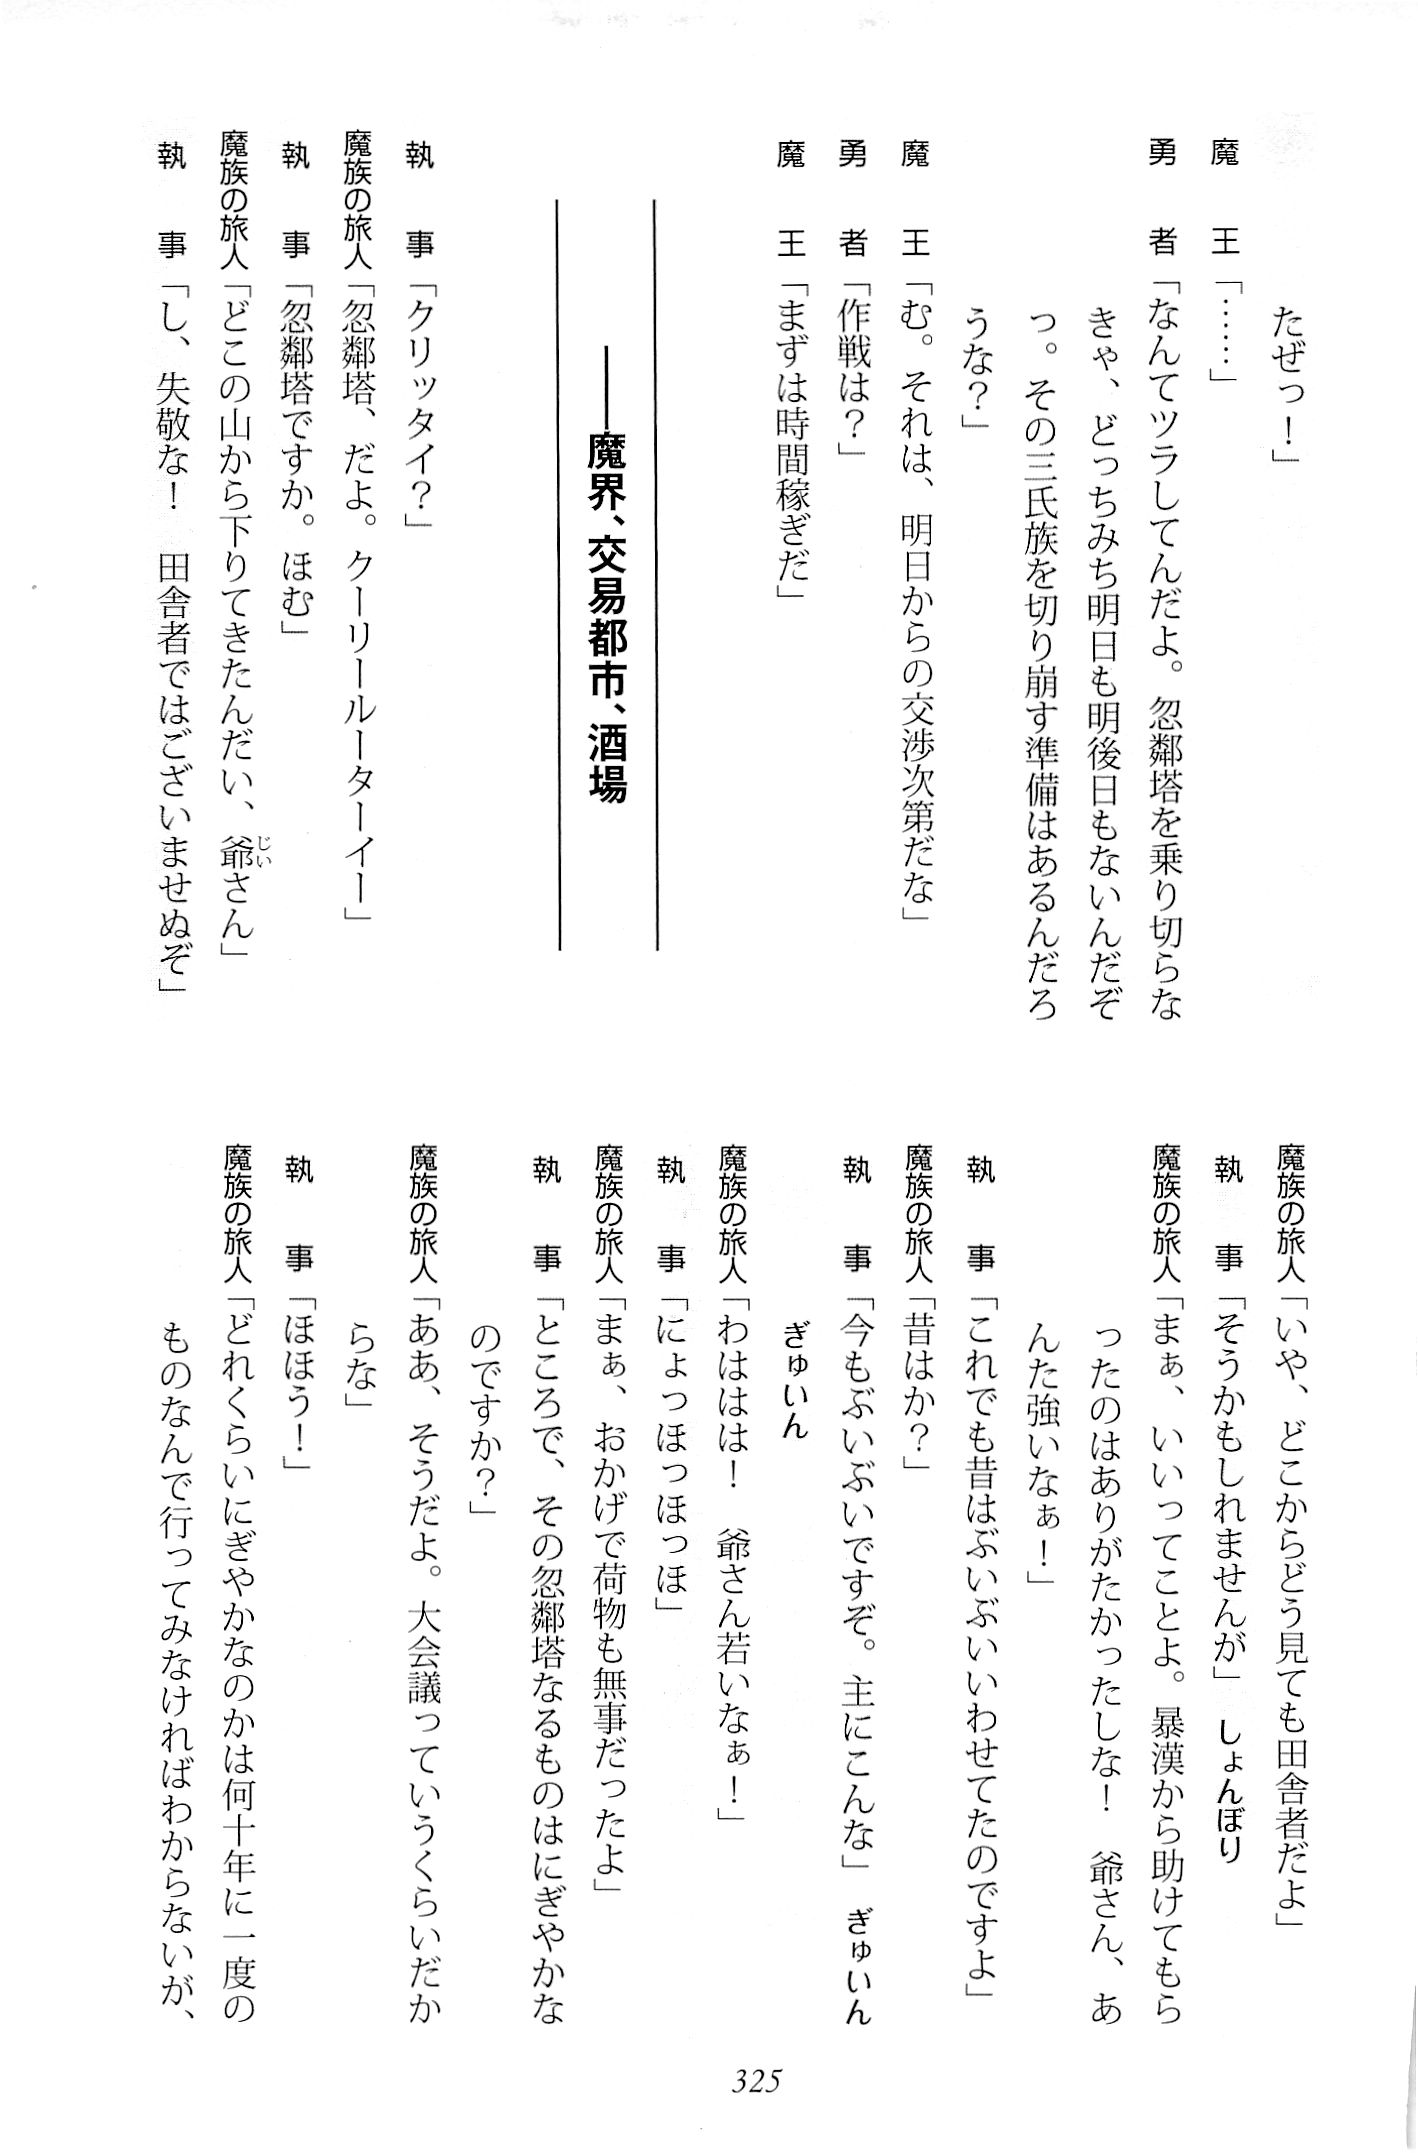 たぜっ！」
魔王「……」
勇者「なんてツラしてんだよ。忽鄰塔を乗り切らな
きゃ、どっちみち明日も明後日もないんだぞ
っ。その三氏族を切り崩す準備はあるんだろ
うな？」
魔王「む。それは、明日からの交渉次第だな」
勇者「作戦は？」
魔王「まずは時間稼ぎだ」
――魔界、交易都市、酒場
執事「クリッタイ？」
魔族の旅人「忽鄰塔、だよ。クーリールーターイー」
執事「忽鄰塔ですか。ほむ」
魔族の旅人「どこの山から下りてきたんだい、爺さん」
じい
執事「し、失敬な！　田舎者ではございませぬぞ」
魔族の旅人「いや、どこからどう見ても田舎者だよ」
執事「そうかもしれませんが」しょんぼり
魔族の旅人「まぁ、いいってことよ。暴漢から助けてもら
ったのはありがたかったしな！　爺さん、あ
んた強いなぁ！」
執事「これでも昔はぶいぶいいわせてたのですよ」
魔族の旅人「昔はか？」
執事「今もぶいぶいですぞ。主にこんな」ぎゅいん
ぎゅいん
魔族の旅人「わははは！　爺さん若いなぁ！」
執事「にょっほっほっほ」
魔族の旅人「まぁ、おかげで荷物も無事だったよ」
執事「ところで、その忽鄰塔なるものはにぎやかな
のですか？」
魔族の旅人「ああ、そうだよ。大会議っていうくらいだか
らな」
執事「ほほう！」
魔族の旅人「どれくらいにぎやかなのかは何十年に一度の
ものなんで行ってみなければわからないが、
325